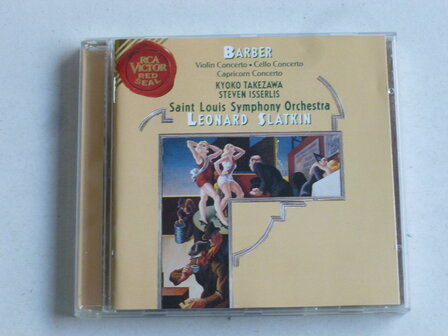 RCA
VICTOR
RED
SEAL
BARBER
Violin Concerto • Cello Concerto
Capricorn Concerto
KYOKO TAKEZAWA
STEVEN ISSERLIS
Saint Louis Symphony Orchestra
LEONARD SLATKIN